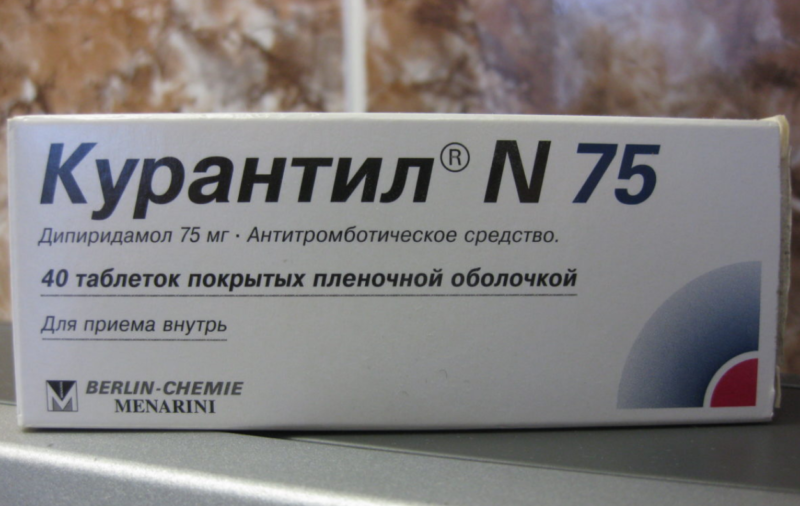 Курантил® N 75
Дипиридамол 75 мг · Антитромботическое средство.
40 таблеток покрытых пленочной оболочкой
Для приема внутрь
BERLIN-CHEMIE
MENARINI